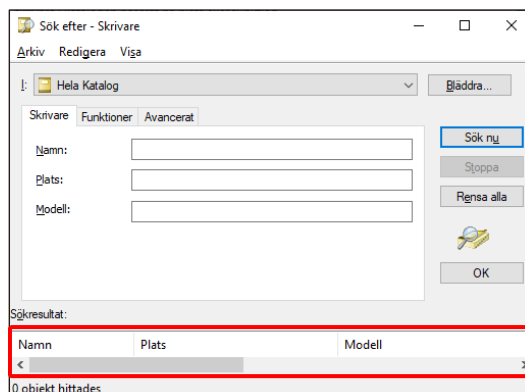 Sök efter - Skrivare
Arkiv Redigera Visa
I: Hela Katalog Bläddra...
Skrivare Funktioner Avancerat
Namn:
Plats:
Modell:
Sök nu
Stoppa
Rensa alla
OK
Sökresultat:
Namn Plats Modell
0 objekt hittades